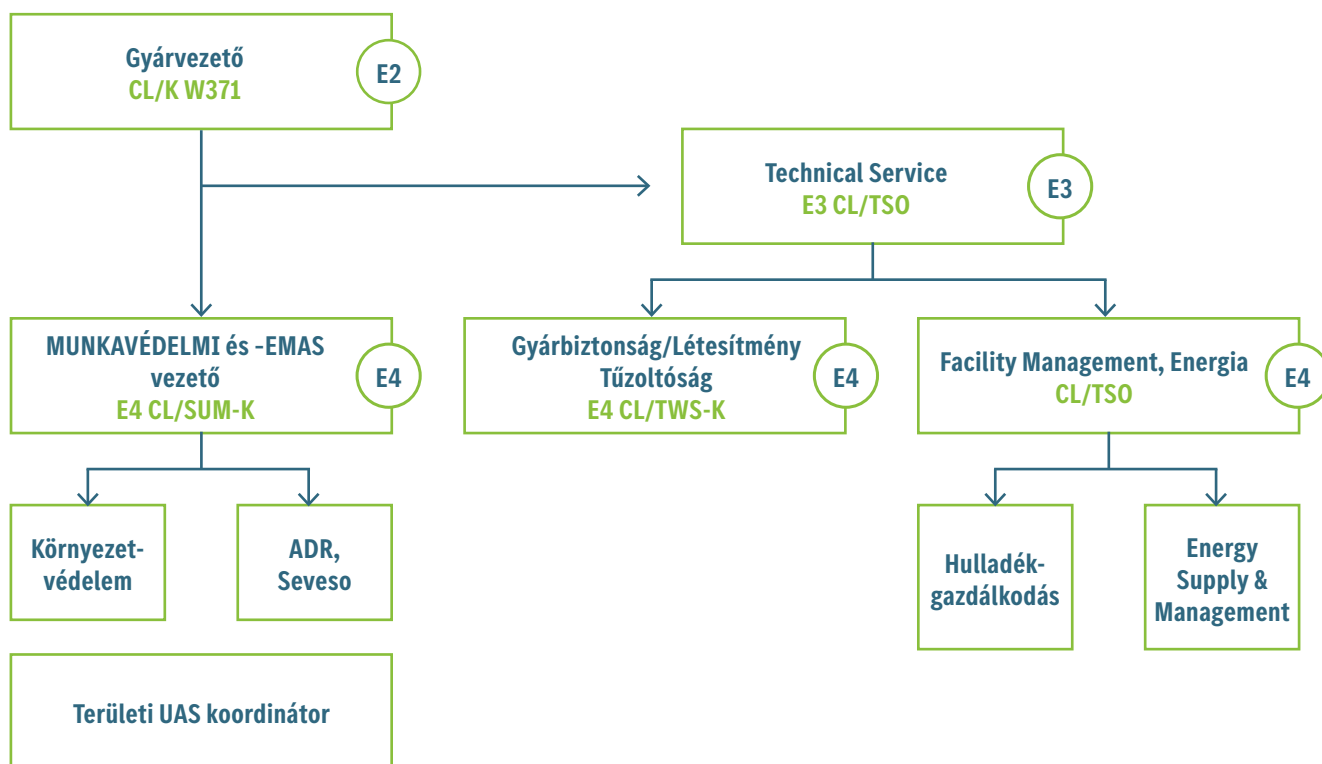 Gyárvezető
CL/K W371
E2
Technical Service
E3 CL/TSO
E3
MUNKAVÉDELMI és -EMAS
vezető
E4 CL/SUM-K
E4
Gyárbiztonság/Létesítmény
Tűzoltóság
E4 CL/TWS-K
E4
Facility Management, Energia
CL/TSO
E4
Környezet-
védelem
ADR,
Seveso
Hulladék-
gazdálkodás
Energy
Supply &
Management
Területi UAS koordinátor